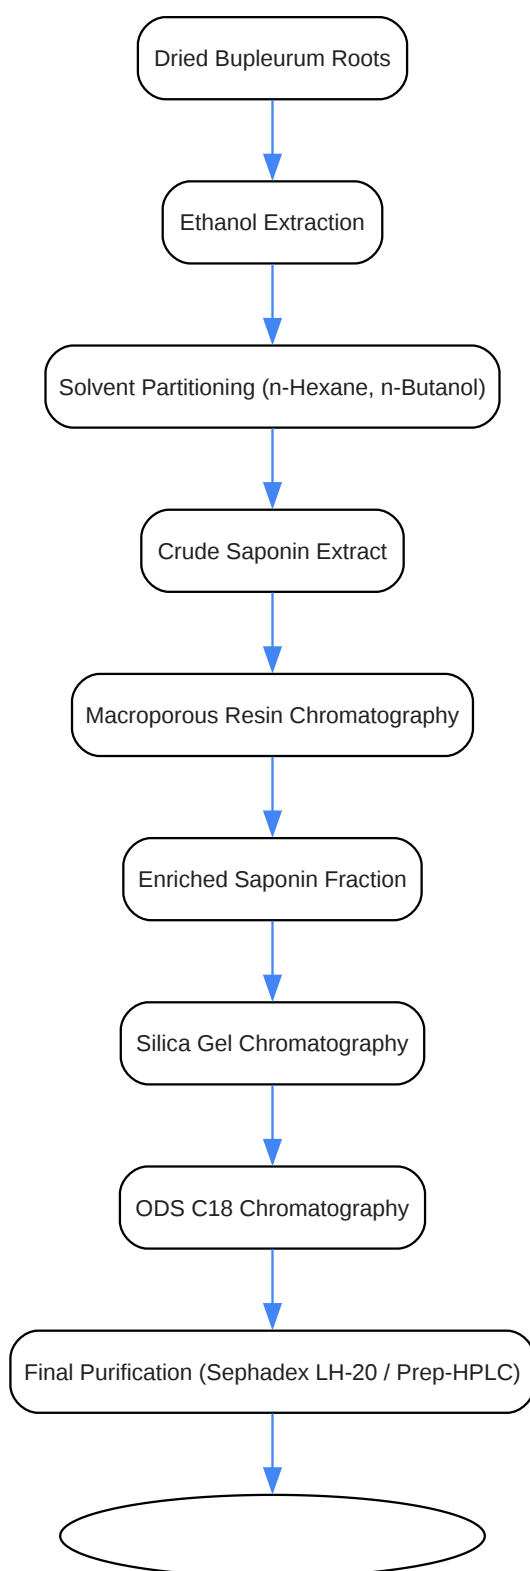 Dried Bupleurum Roots
Ethanol Extraction
Solvent Partitioning (n-Hexane, n-Butanol)
Crude Saponin Extract
Macroporous Resin Chromatography
Enriched Saponin Fraction
Silica Gel Chromatography
ODS C18 Chromatography
Final Purification (Sephadex LH-20 / Prep-HPLC)